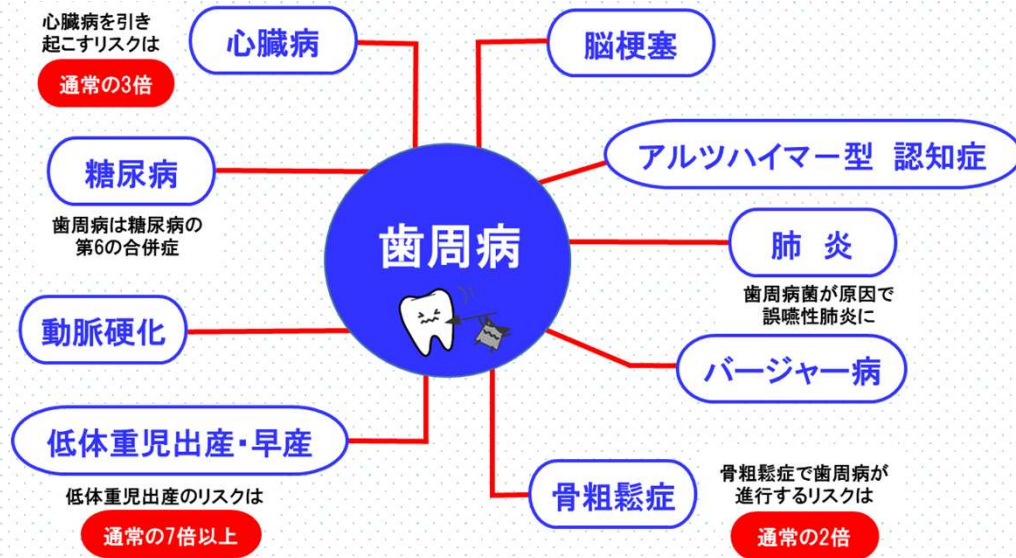 心臓病を引き
起こすリスクは
通常の3倍
心臓病
脳梗塞
糖尿病
歯周病は糖尿病の
第6の合併症
アルツハイマー型 認知症
歯周病
肺 炎
歯周病菌が原因で
誤嚥性肺炎に
動脈硬化
バージャー病
低体重児出産・早産
低体重児出産のリスクは
通常の7倍以上
骨粗鬆症
骨粗鬆症で歯周病が
進行するリスクは
通常の2倍